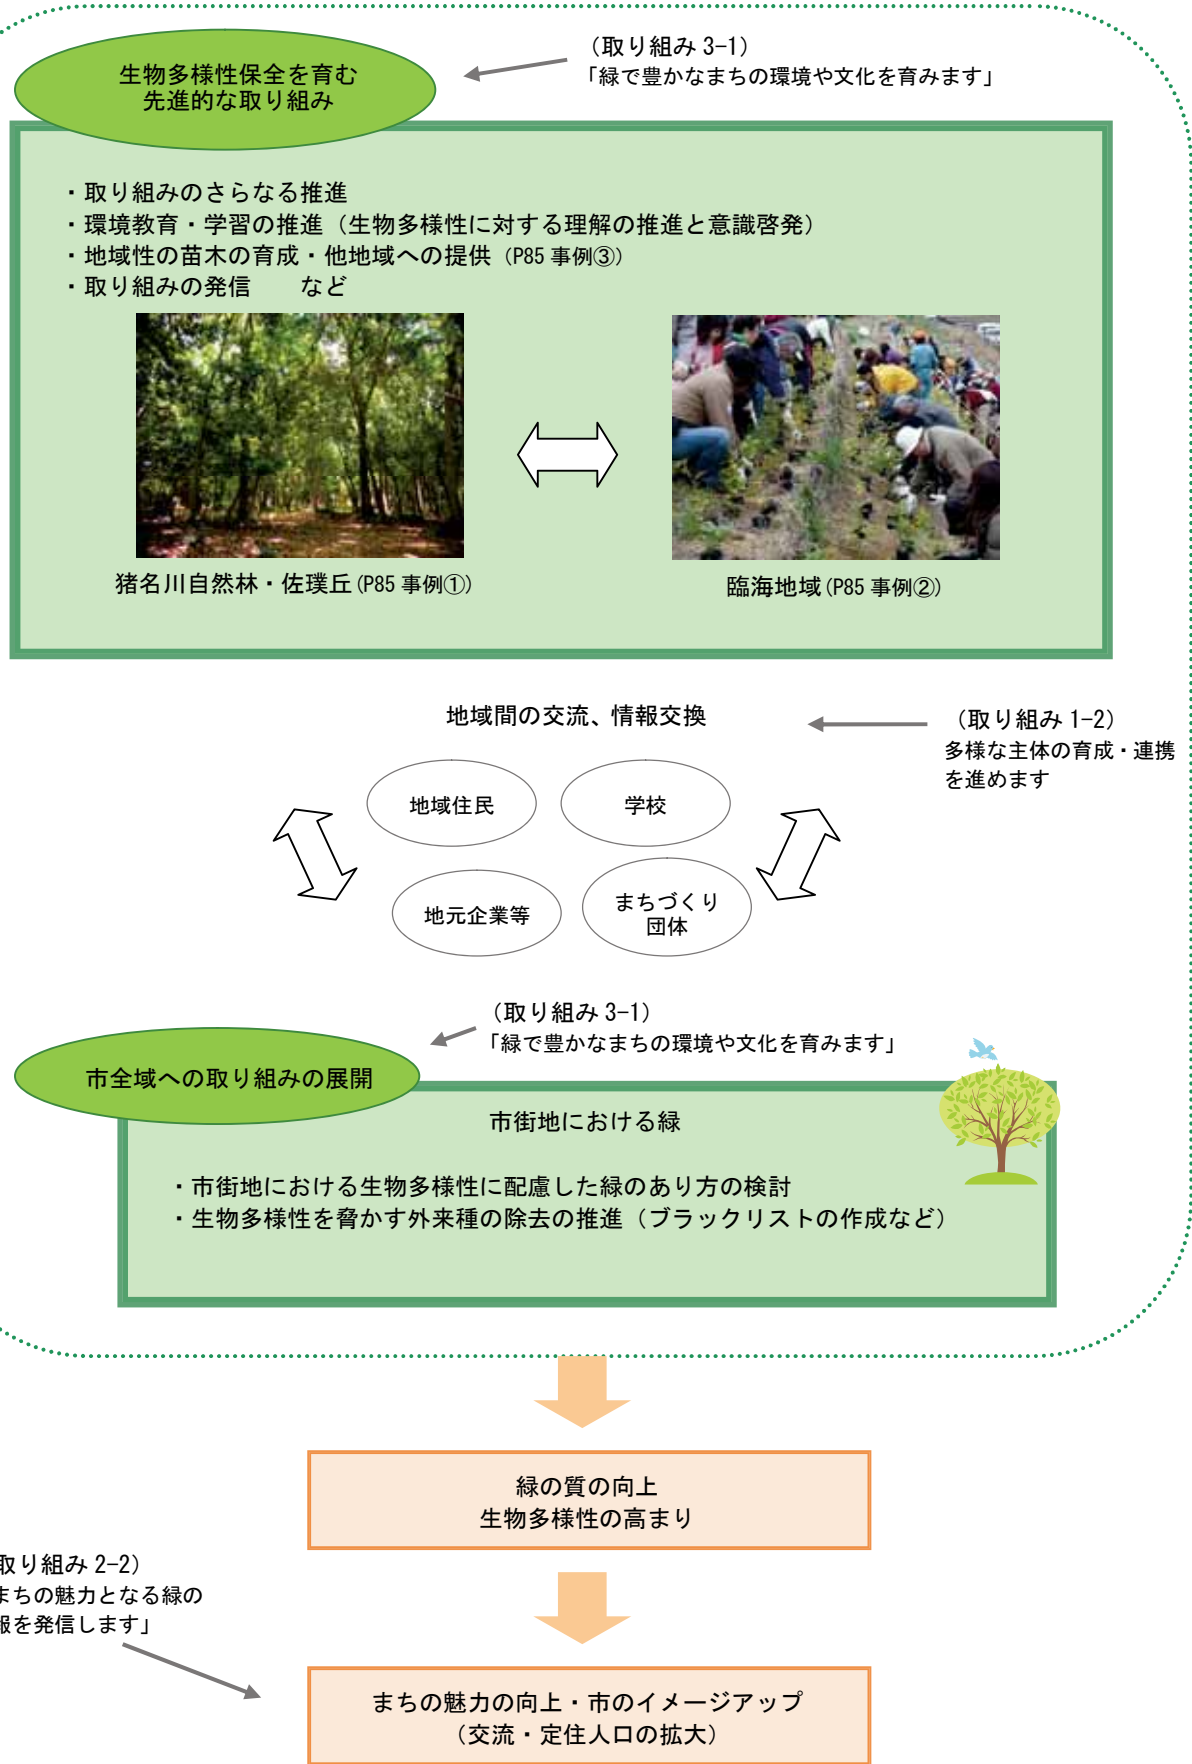 （取り組み 3-1）
「緑で豊かなまちの環境や文化を育みます」
生物多様性保全を育む
先進的な取り組み
・取り組みのさらなる推進
・環境教育・学習の推進（生物多様性に対する理解の推進と意識啓発）
・地域性の苗木の育成・他地域への提供（P85 事例③）
・取り組みの発信　　など
猪名川自然林・佐璞丘(P85 事例①)
臨海地域(P85 事例②)
地域間の交流、情報交換
（取り組み 1-2）
多様な主体の育成・連携
を進めます
地域住民
学校
地元企業等
まちづくり
団体
（取り組み 3-1）
「緑で豊かなまちの環境や文化を育みます」
市全域への取り組みの展開
市街地における緑
・市街地における生物多様性に配慮した緑のあり方の検討
・生物多様性を脅かす外来種の除去の推進（ブラックリストの作成など）
緑の質の向上
生物多様性の高まり
取り組み 2-2）
まちの魅力となる緑の
報を発信します」
まちの魅力の向上・市のイメージアップ
（交流・定住人口の拡大）